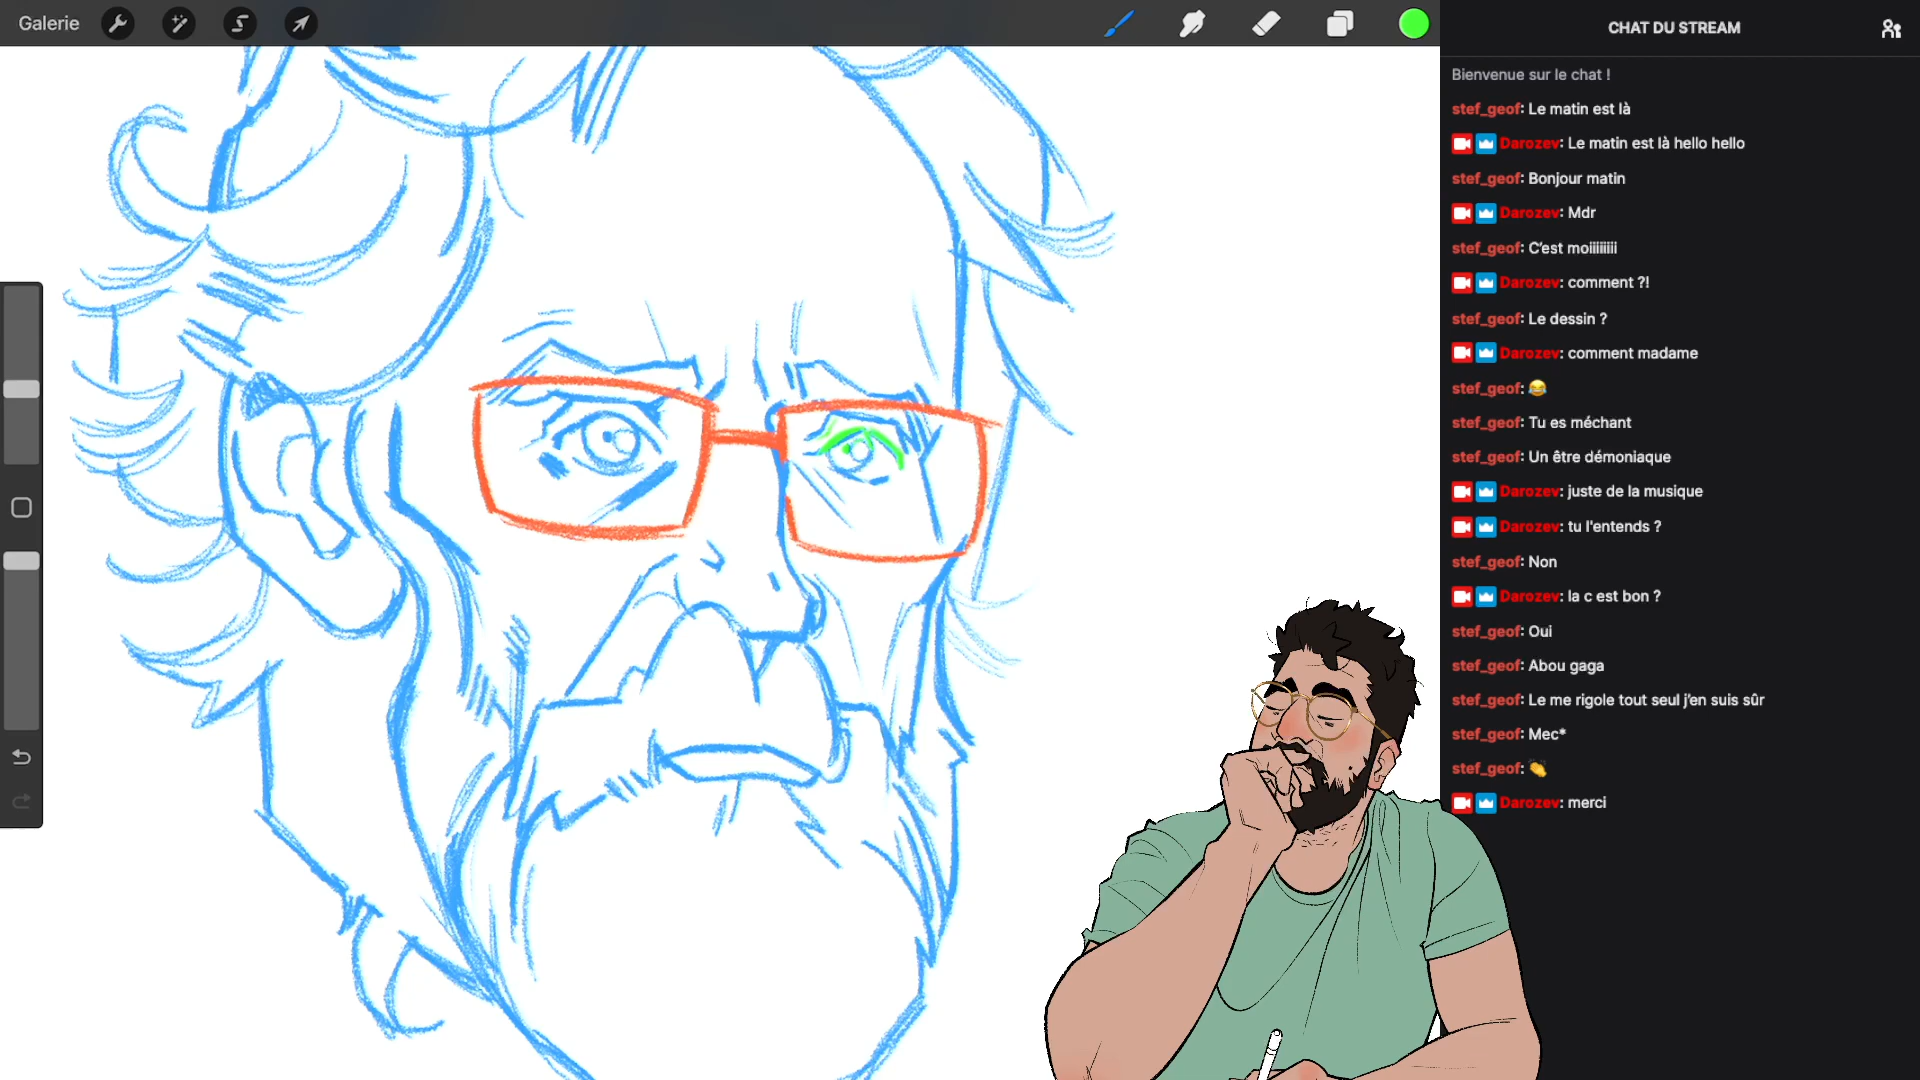 Galerie
CHAT DU STREAM
Bienvenue sur le chat !
stef_geof: Le matin est là
Darozev: Le matin est là hello hello
stef_geof: Bonjour matin
Darozev: Mdr
stef_geof: C'est moiiiiiiiii
Darozev: comment ?!
stef_geof: Le dessin ?
Darozev: comment madame
stef_geof: 😂
stef_geof: Tu es méchant
stef_geof: Un être démoniaque
Darozev: juste de la musique
Darozev: tu l'entends ?
stef_geof: Non
Darozev: la c est bon ?
stef_geof: Oui
stef_geof: Abou gaga
stef_geof: Le me rigole tout seul j'en suis sûr
stef_geof: Mec*
stef_geof: 👏
Darozev: merci